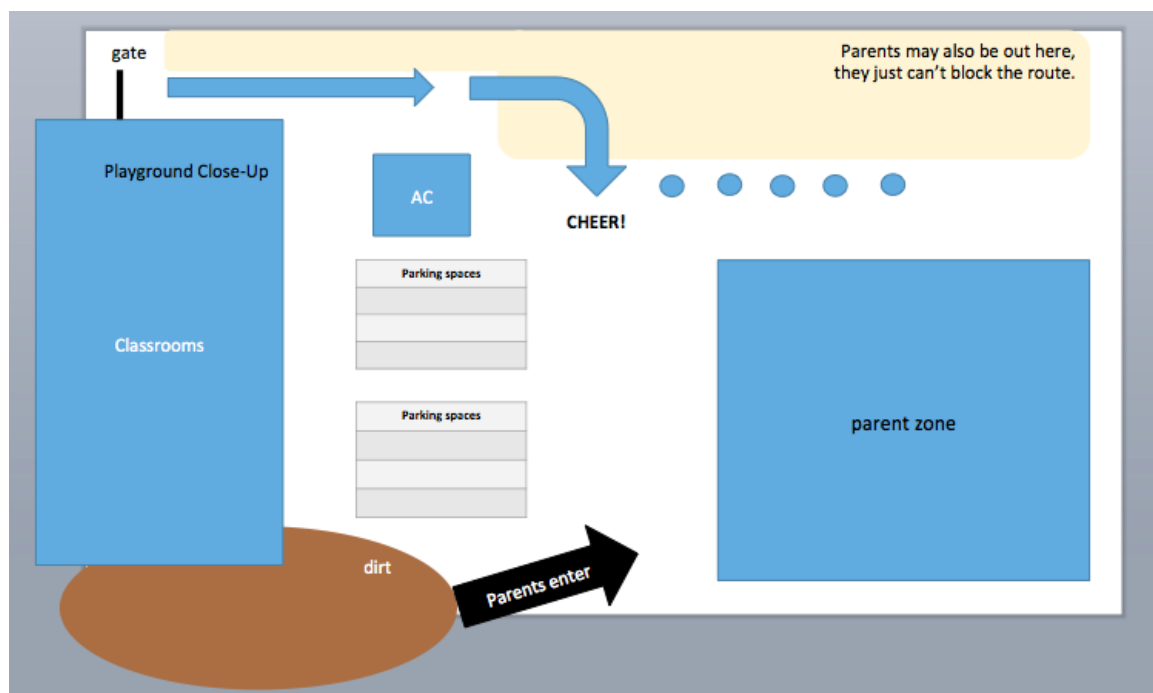 gate
Parents may also be out here,
they just can’t block the route.
Playground Close-Up
AC
CHEER!
Parking spaces
Classrooms
Parking spaces
parent zone
dirt
Parents enter